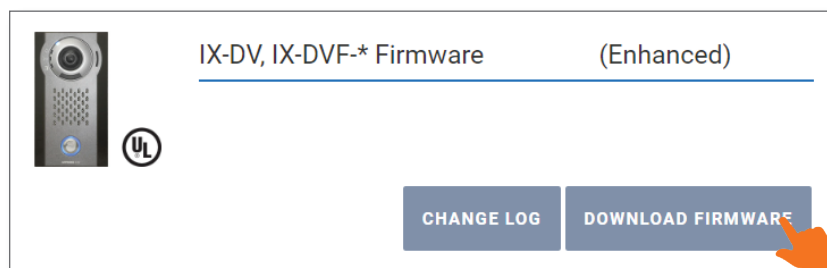 IX-DV, IX-DVF-* Firmware (Enhanced)
UL
CHANGE LOG
DOWNLOAD FIRMWARE